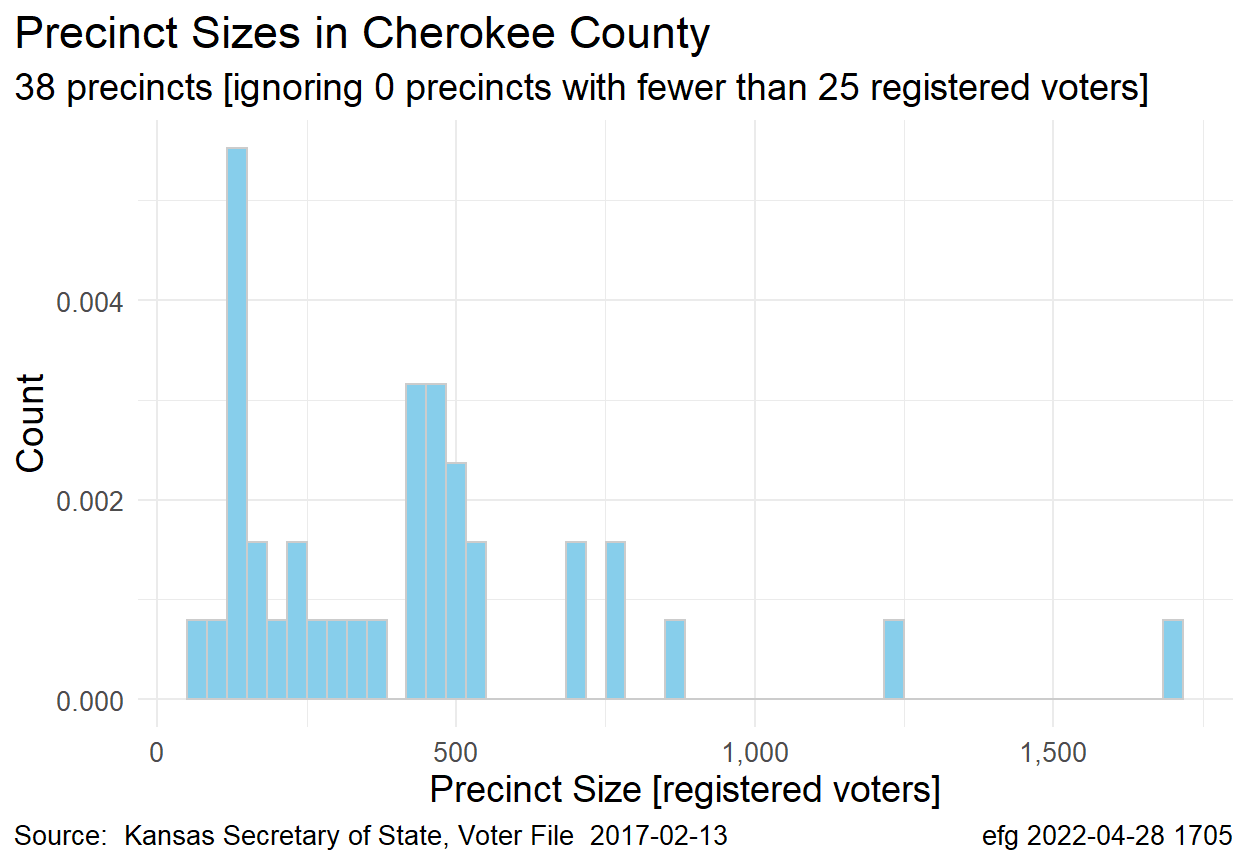 Precinct Sizes in Cherokee County
38 precincts [ignoring 0 precincts with fewer than 25 registered voters]
Count
0.004
0.002
0.000
0 500 1,000 1,500
Precinct Size [registered voters]
Source:  Kansas Secretary of State, Voter File  2017-02-13 efg 2022-04-28 1705